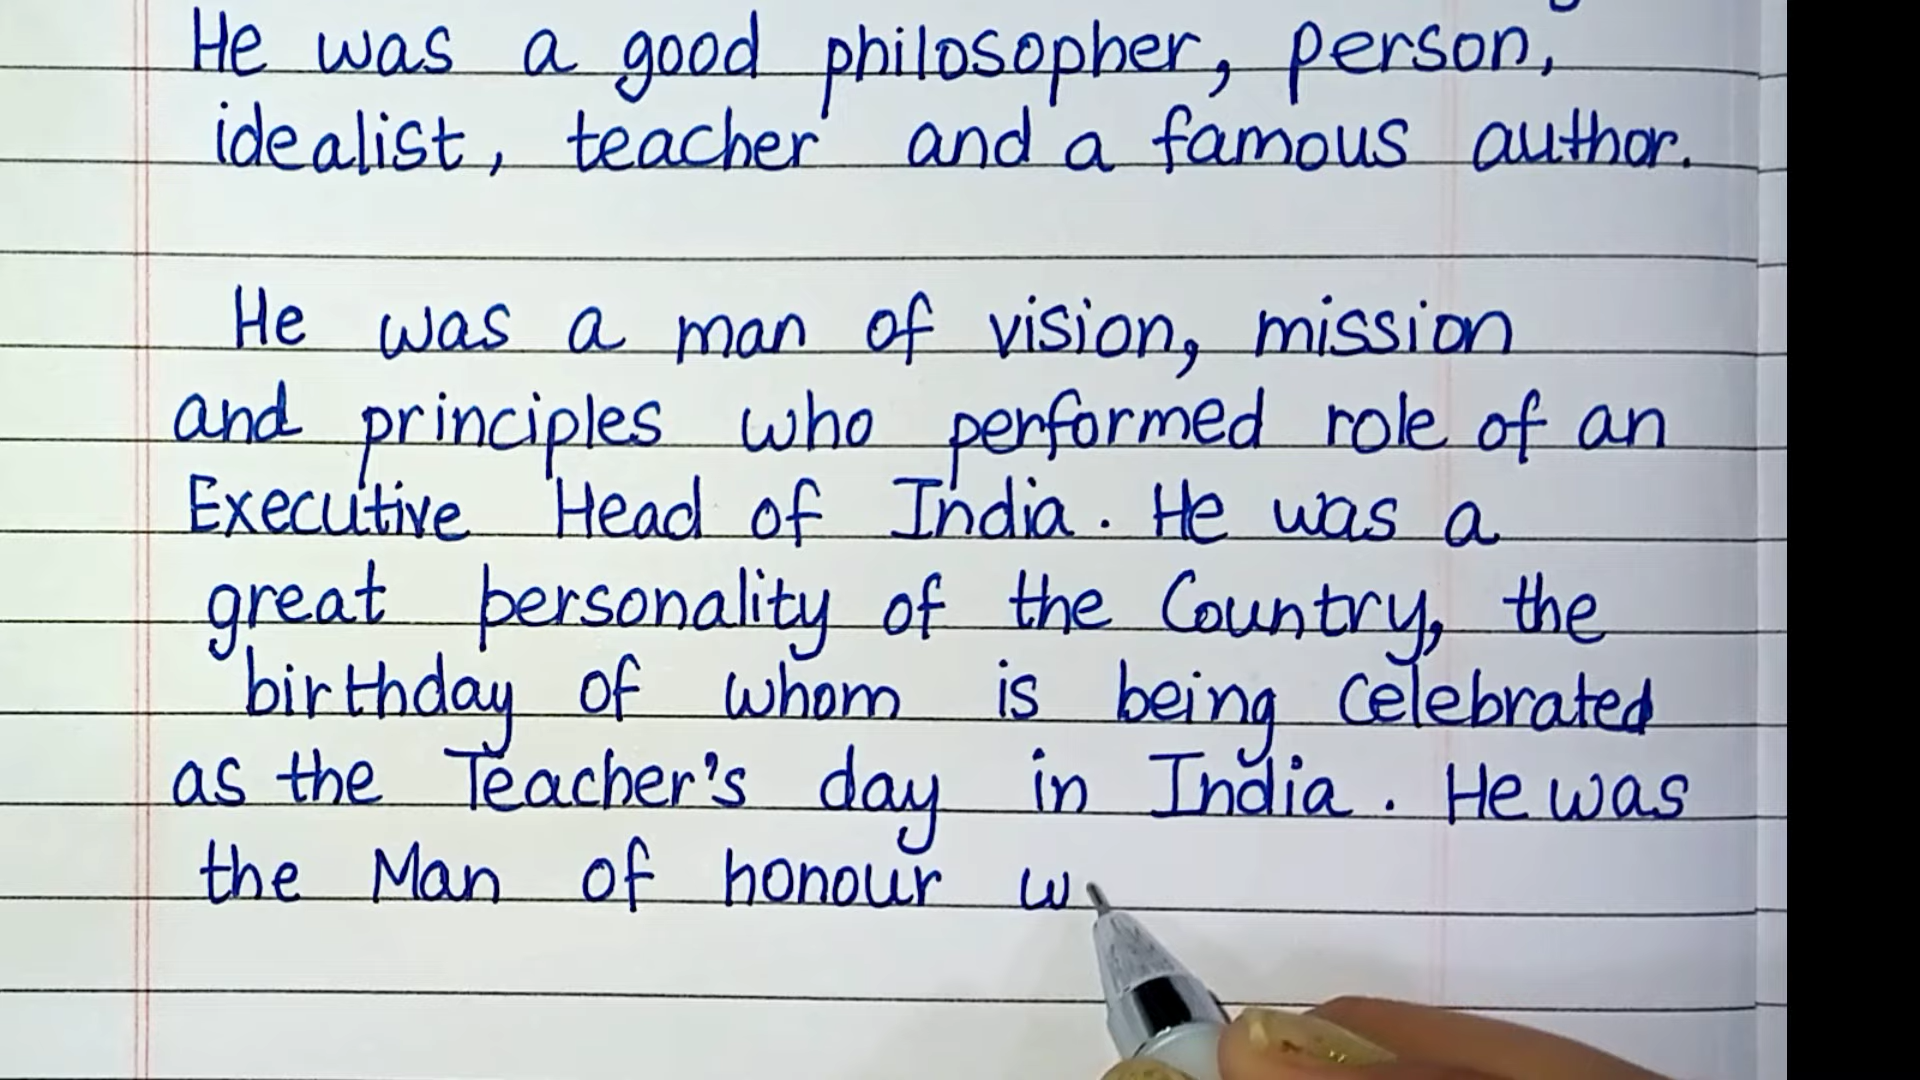 He was a good philosopher, person,
idealist, teacher and a famous author.
He was a man of vision, mission
and principles who performed role of an
Executive Head of India. He was a
great personality of the Country, the
birthday of whom is being celebrated
as the Teacher's day in India. He was
the Man of honour w